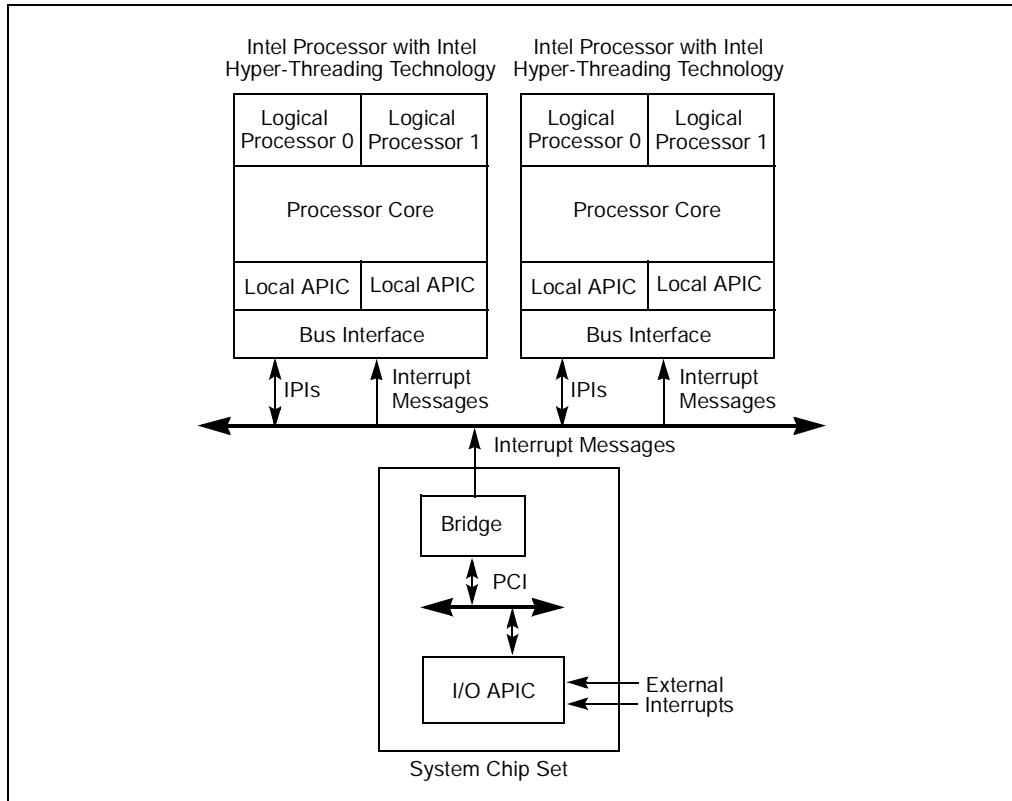 Intel Processor with Intel
Hyper-Threading Technology
Intel Processor with Intel
Hyper-Threading Technology
Logical
Processor 0
Logical
Processor 1
Logical
Processor 0
Logical
Processor 1
Processor Core
Processor Core
Local APIC
Local APIC
Local APIC
Local APIC
Bus Interface
Bus Interface
IPIs
Interrupt
Messages
IPIs
Interrupt
Messages
Interrupt Messages
Bridge
PCI
I/O APIC
External
Interrupts
System Chip Set